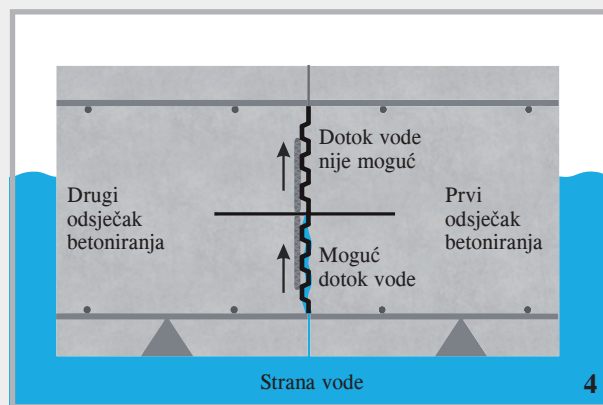 Dotok vode
nije moguć
Drugi
odsječak
betoniranja
Prvi
odsječak
betoniranja
Moguć
dotok vode
Strana vode
4